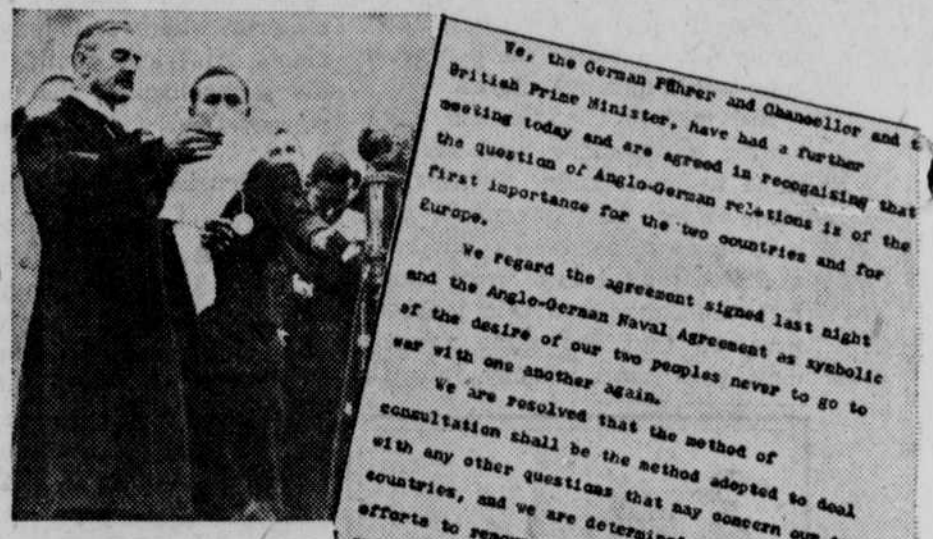 We, the German Führer and Chancellor and
British Prime Minister, have had a further
meeting today and are agreed in recognising that
the question of Anglo-German relations is of the
first importance for the two countries and for
Europe.
We regard the agreement signed last night
and the Anglo-German Naval Agreement as symbolic
of the desire of our two peoples never to go to
war with one another again.
We are resolved that the method of
consultation shall be the method adopted to deal
with any other questions that may concern our
countries, and we are
efforts to